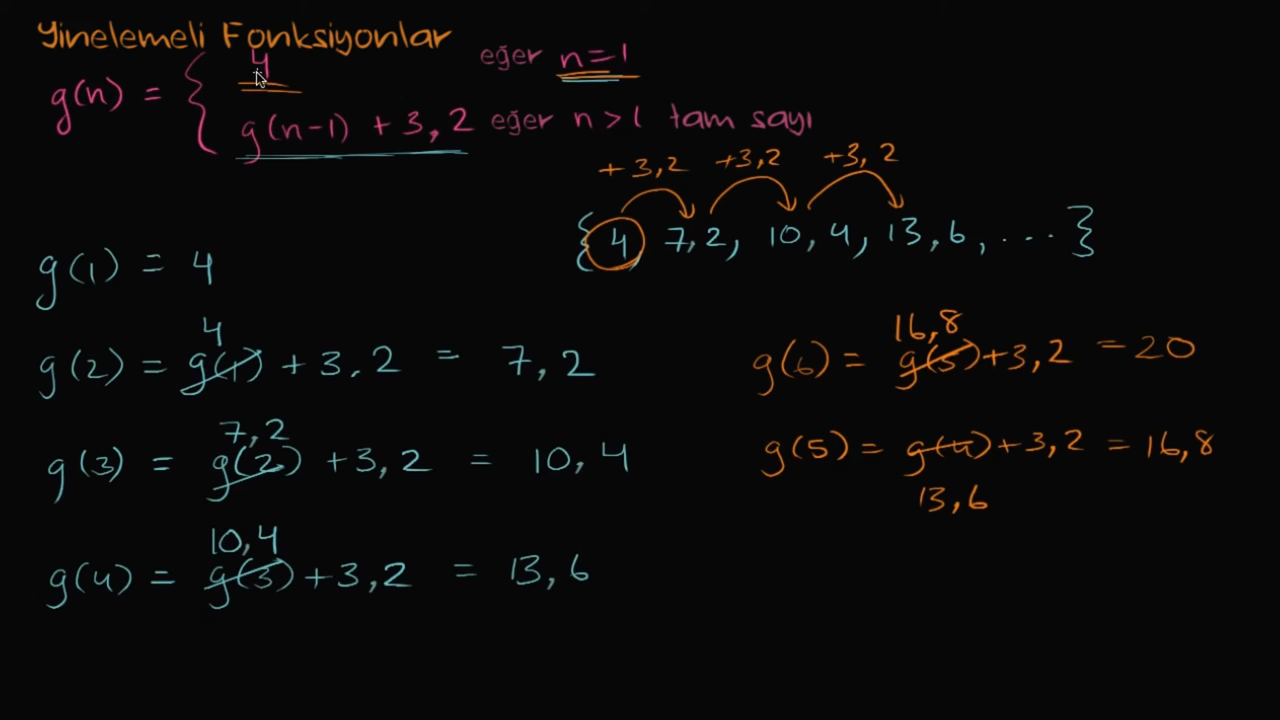 Yinelemeli Fonksiyonlar
g(n) = { 4 eğer n=1
g(n-1) + 3,2 eğer n>1 tam sayı
+3,2 +3,2 +3,2
{4 7,2, 10,4, 13,6, ...}
g(1) = 4
4
g(2) = g(1) + 3,2 = 7,2
7,2
g(3) = g(2) +3,2 = 10,4
10,4
g(4) = g(3) +3,2 = 13,6
16,8
g(6) = g(5)+3,2 = 20
g(5) = g(4)+3,2 = 16,8
13,6